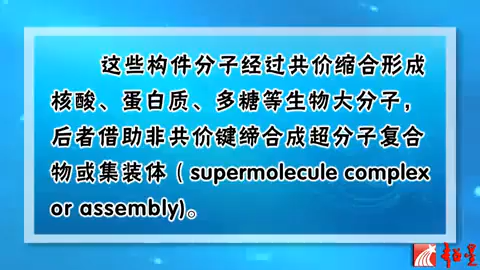 这些构件分子经过共价缩合形成
核酸、蛋白质、多糖等生物大分子，
后者借助非共价键缔合成超分子复合
物或集装体（supermolecule complex
or assembly)。
超星